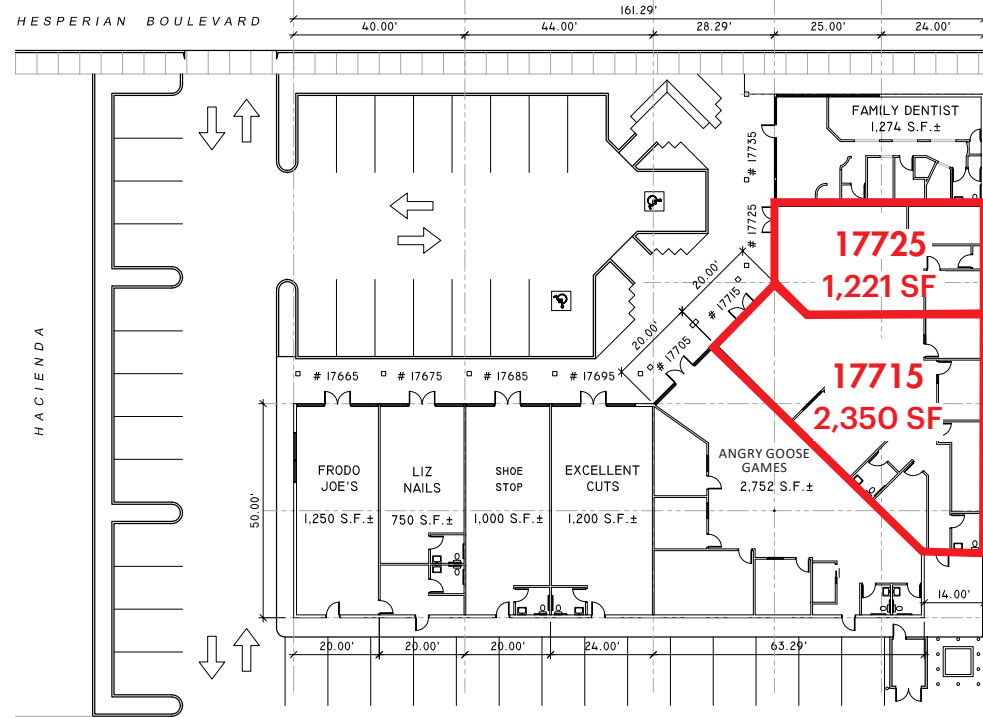 HESPERIAN BOULEVARD
161.29'
40.00'
44.00'
28.29'
25.00'
24.00'
FAMILY DENTIST
1,274 S.F.±
# 17735
# 17725
17725
1,221 SF
20.00'
# 17715
20.00'
# 17705
17715
2,350 SF
HACIENDA
# 17665
# 17675
# 17685
# 17695
ANGRY GOOSE
GAMES
2,752 S.F.±
FRODO
JOE'S
1,250 S.F.±
LIZ
NAILS
750 S.F.±
SHOE
STOP
1,000 S.F.±
EXCELLENT
CUTS
1,200 S.F.±
50.00'
14.00'
20.00'
20.00'
20.00'
24.00'
63.29'